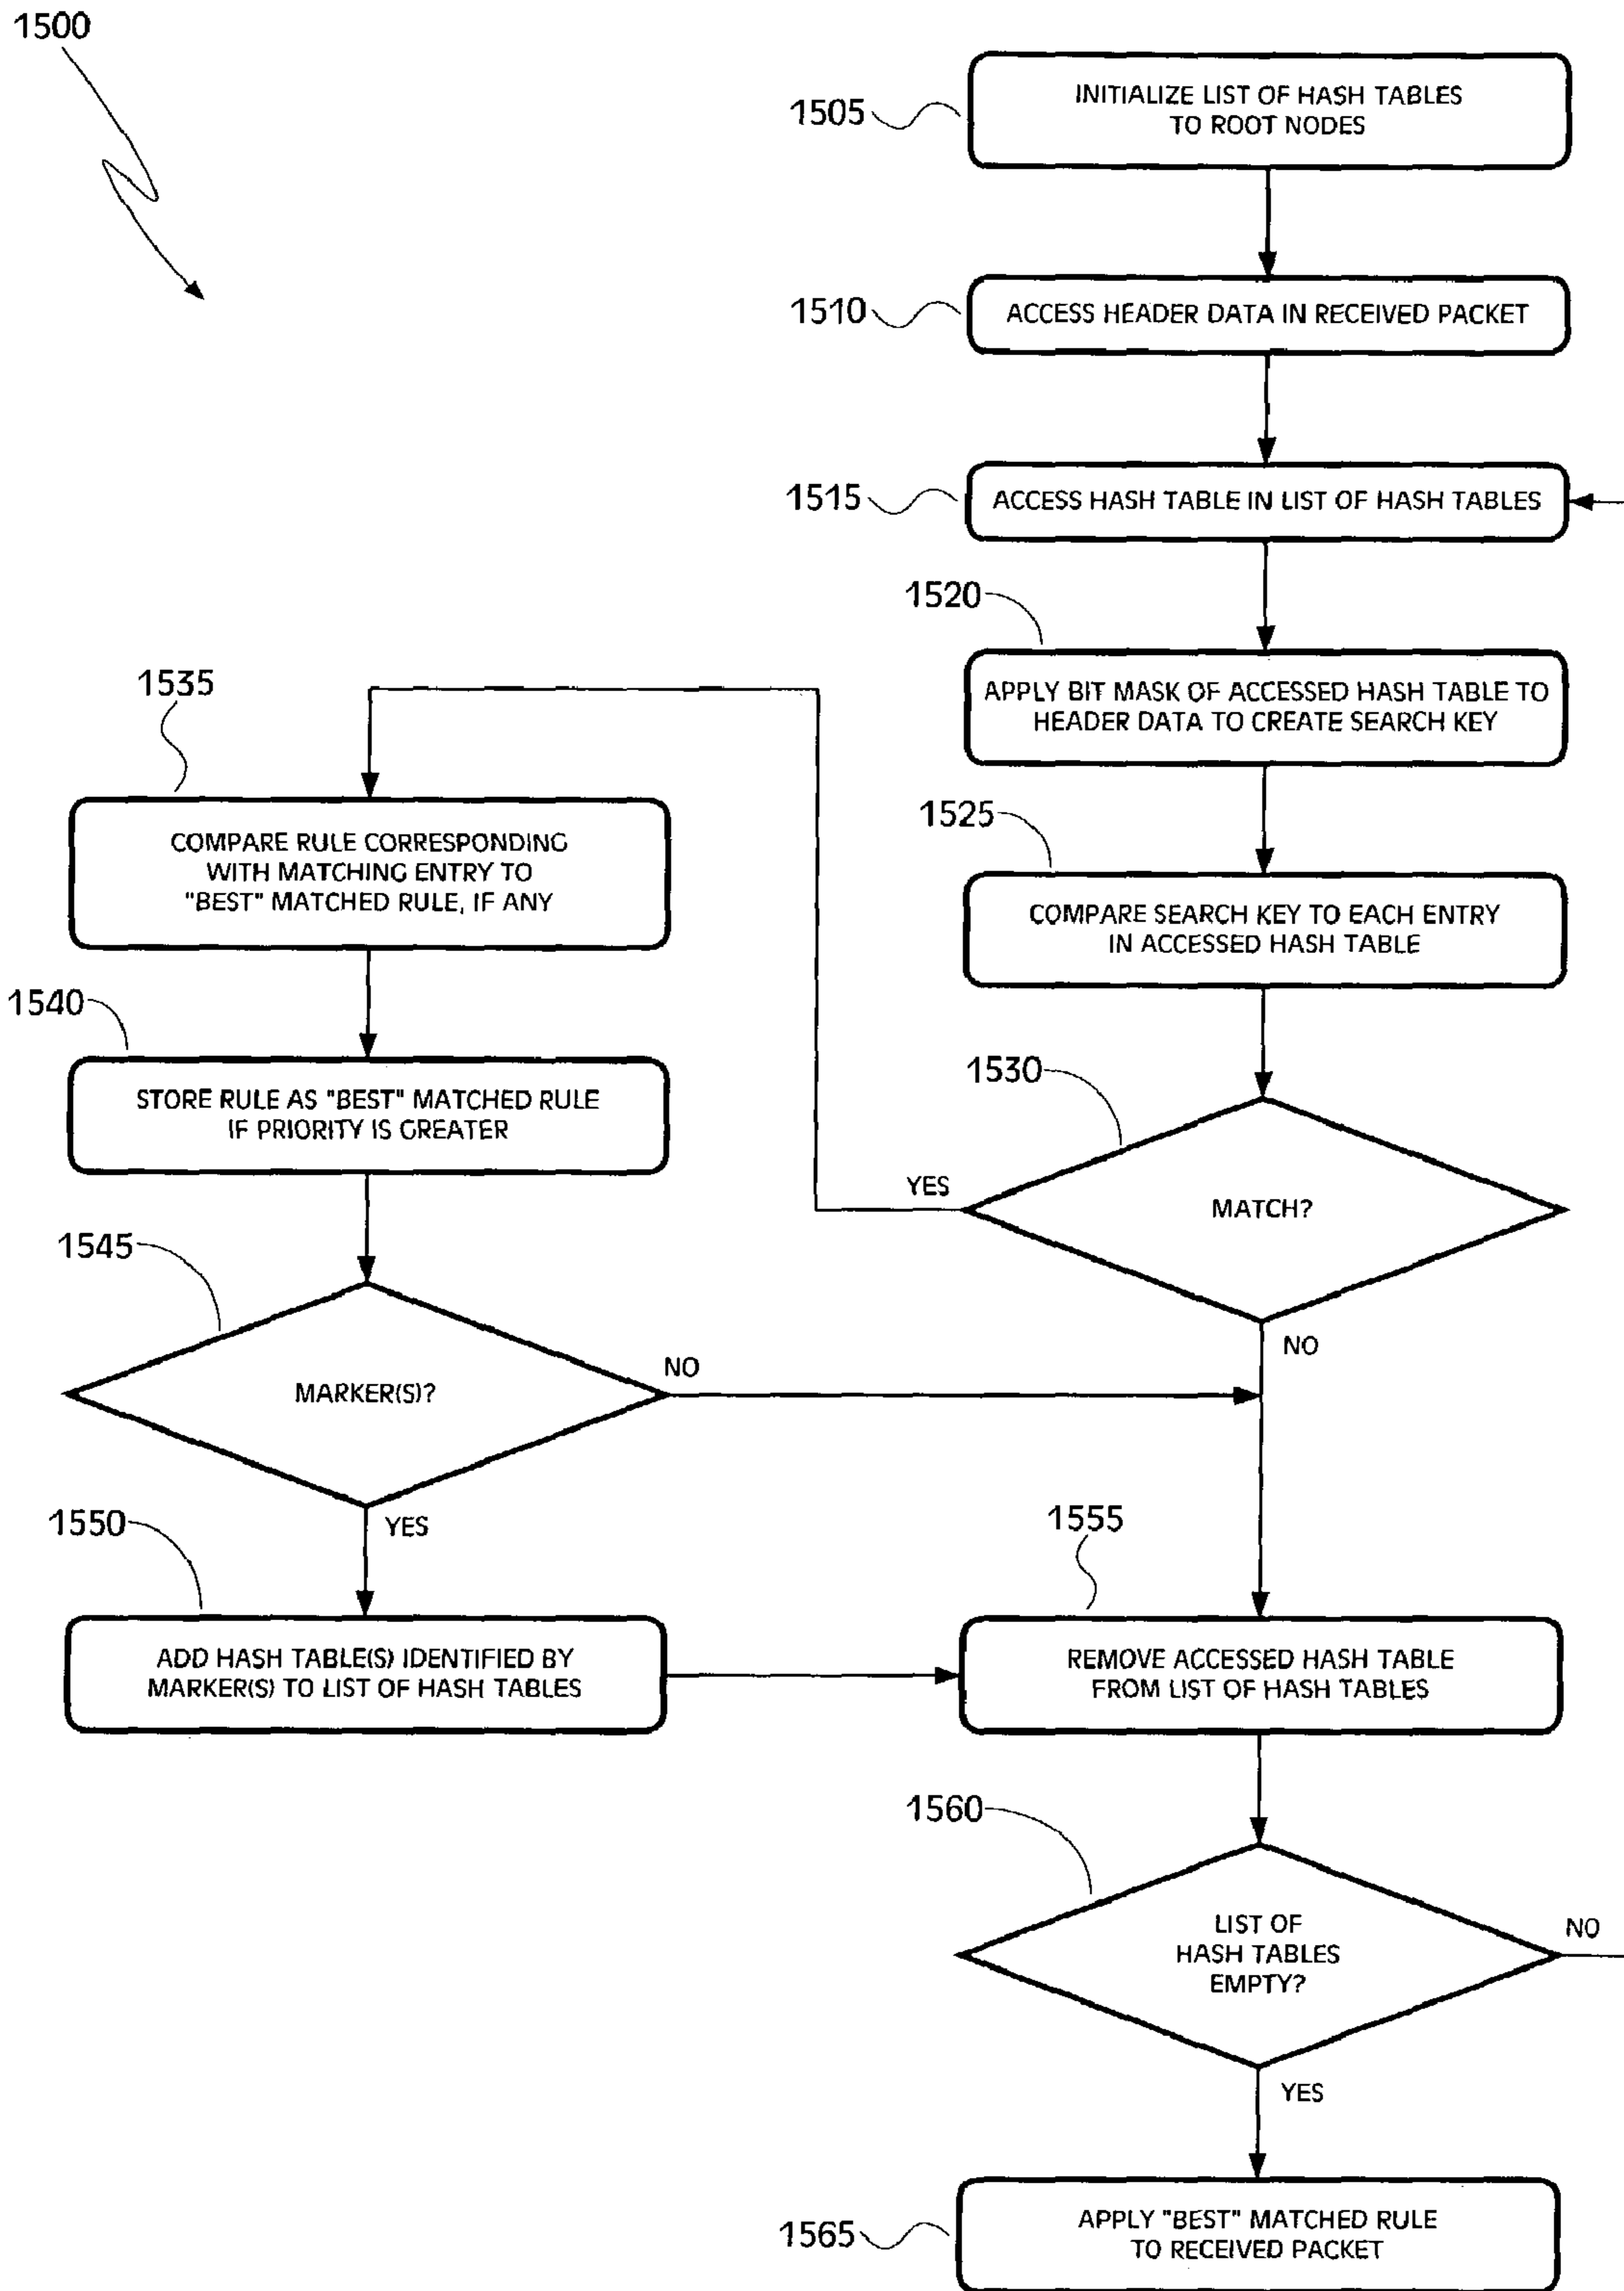 1500
1505
INITIALIZE LIST OF HASH TABLES
TO ROOT NODES
1510
ACCESS HEADER DATA IN RECEIVED PACKET
1515
ACCESS HASH TABLE IN LIST OF HASH TABLES
1520
APPLY BIT MASK OF ACCESSED HASH TABLE TO
HEADER DATA TO CREATE SEARCH KEY
1525
COMPARE SEARCH KEY TO EACH ENTRY
IN ACCESSED HASH TABLE
1530
MATCH?
YES
NO
1535
COMPARE RULE CORRESPONDING
WITH MATCHING ENTRY TO
"BEST" MATCHED RULE, IF ANY
1540
STORE RULE AS "BEST" MATCHED RULE
IF PRIORITY IS GREATER
1545
MARKER(S)?
NO
YES
1550
ADD HASH TABLE(S) IDENTIFIED BY
MARKER(S) TO LIST OF HASH TABLES
1555
REMOVE ACCESSED HASH TABLE
FROM LIST OF HASH TABLES
1560
LIST OF
HASH TABLES
EMPTY?
NO
YES
1565
APPLY "BEST" MATCHED RULE
TO RECEIVED PACKET